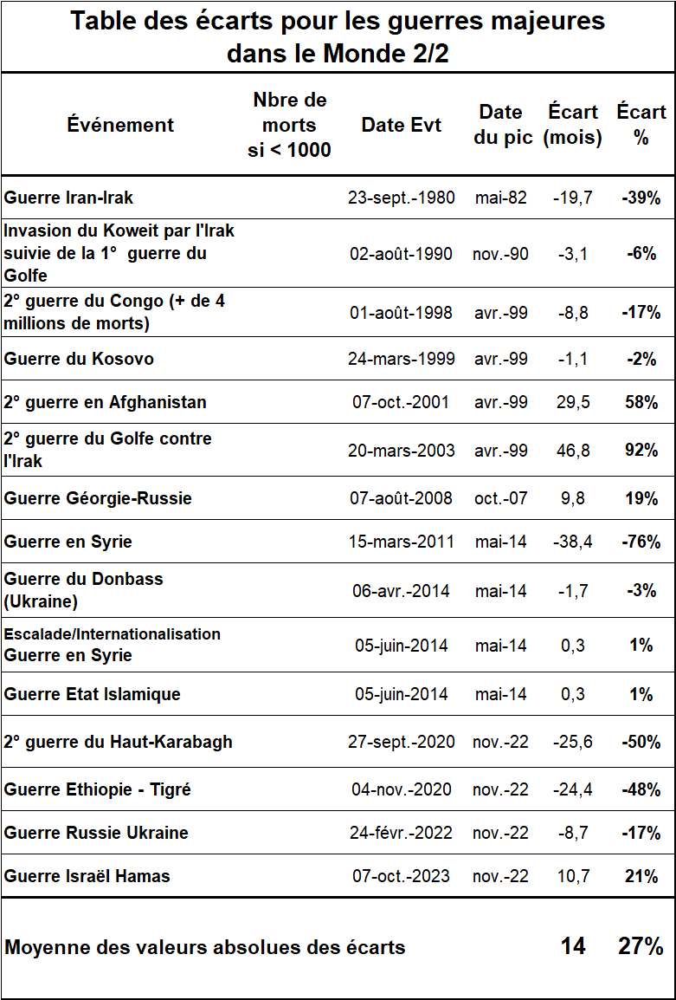 Table des écarts pour les guerres majeures
dans le Monde 2/2
Événement
Nbre de
morts
si < 1000
Date Evt
Date
du pic
Écart
(mois)
Écart
%
Guerre Iran-Irak 23-sept.-1980 mai-82 -19,7 -39%
Invasion du Koweit par l'Irak
suivie de la 1° guerre du
Golfe
02-août-1990 nov.-90 -3,1 -6%
2° guerre du Congo (+ de 4
millions de morts)
01-août-1998 avr.-99 -8,8 -17%
Guerre du Kosovo 24-mars-1999 avr.-99 -1,1 -2%
2° guerre en Afghanistan 07-oct.-2001 avr.-99 29,5 58%
2° guerre du Golfe contre
l'Irak
20-mars-2003 avr.-99 46,8 92%
Guerre Géorgie-Russie 07-août-2008 oct.-07 9,8 19%
Guerre en Syrie 15-mars-2011 mai-14 -38,4 -76%
Guerre du Donbass
(Ukraine)
06-avr.-2014 mai-14 -1,7 -3%
Escalade/Internationalisation
Guerre en Syrie
05-juin-2014 mai-14 0,3 1%
Guerre Etat Islamique 05-juin-2014 mai-14 0,3 1%
2° guerre du Haut-Karabagh 27-sept.-2020 nov.-22 -25,6 -50%
Guerre Ethiopie - Tigré 04-nov.-2020 nov.-22 -24,4 -48%
Guerre Russie Ukraine 24-févr.-2022 nov.-22 -8,7 -17%
Guerre Israël Hamas 07-oct.-2023 nov.-22 10,7 21%
Moyenne des valeurs absolues des écarts 14 27%